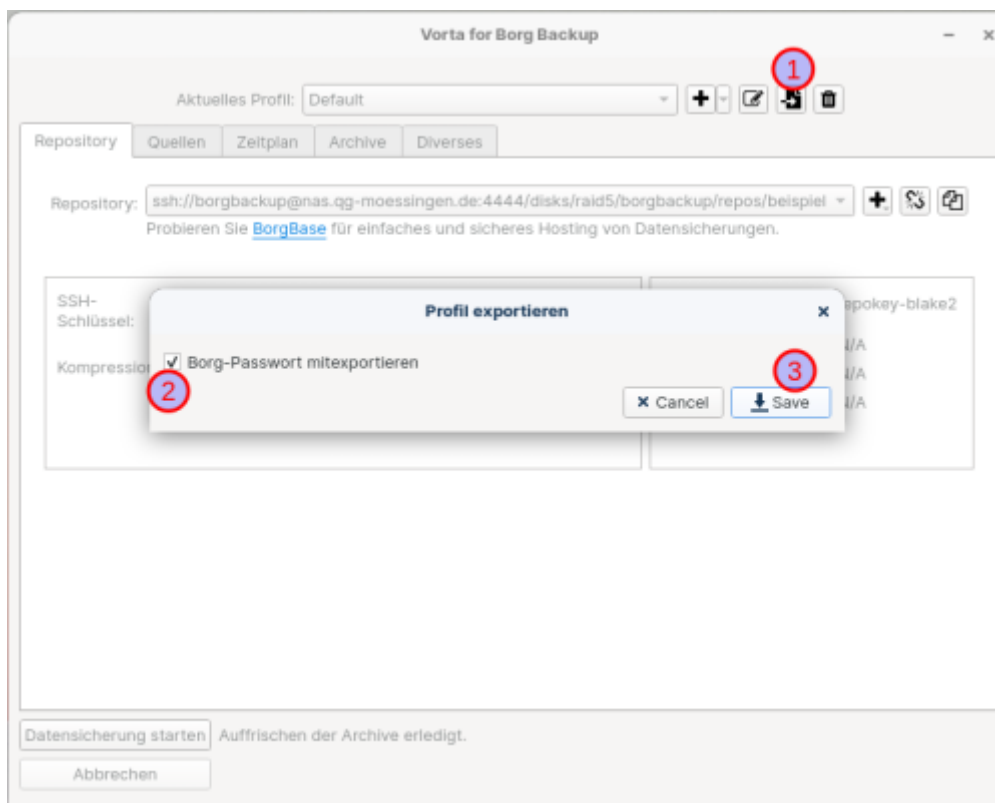 Vorta for Borg Backup
1
Aktuelles Profil: Default
Repository Quellen Zeitplan Archive Diverses
Repository: ssh://borgbackup@nas.qg-moessingen.de:4444/disks/raid5/borgbackup/repos/beispiel
Probieren Sie BorgBase für einfaches und sicheres Hosting von Datensicherungen.
SSH-
Schlüssel:
epokey-blake2
Profil exportieren
Kompression
N/A
Borg-Passwort mitexportieren
2
3
N/A
Cancel Save
N/A
Datensicherung starten Auffrischen der Archive erledigt.
Abbrechen